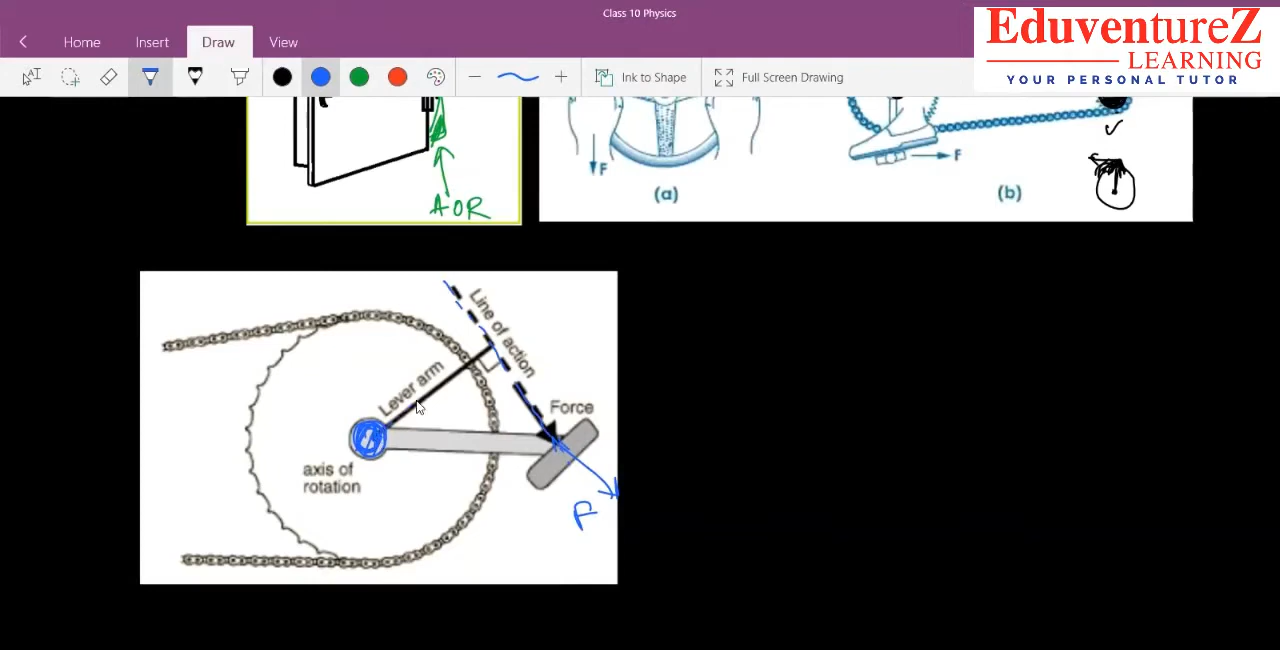 Class 10 Physics
EduventureZ
LEARNING
YOUR PERSONAL TUTOR
Home
Insert
Draw
View
Ink to Shape
Full Screen Drawing
F
F
AOR
(a)
(b)
Line of action
Lever arm
Force
axis of
rotation
F